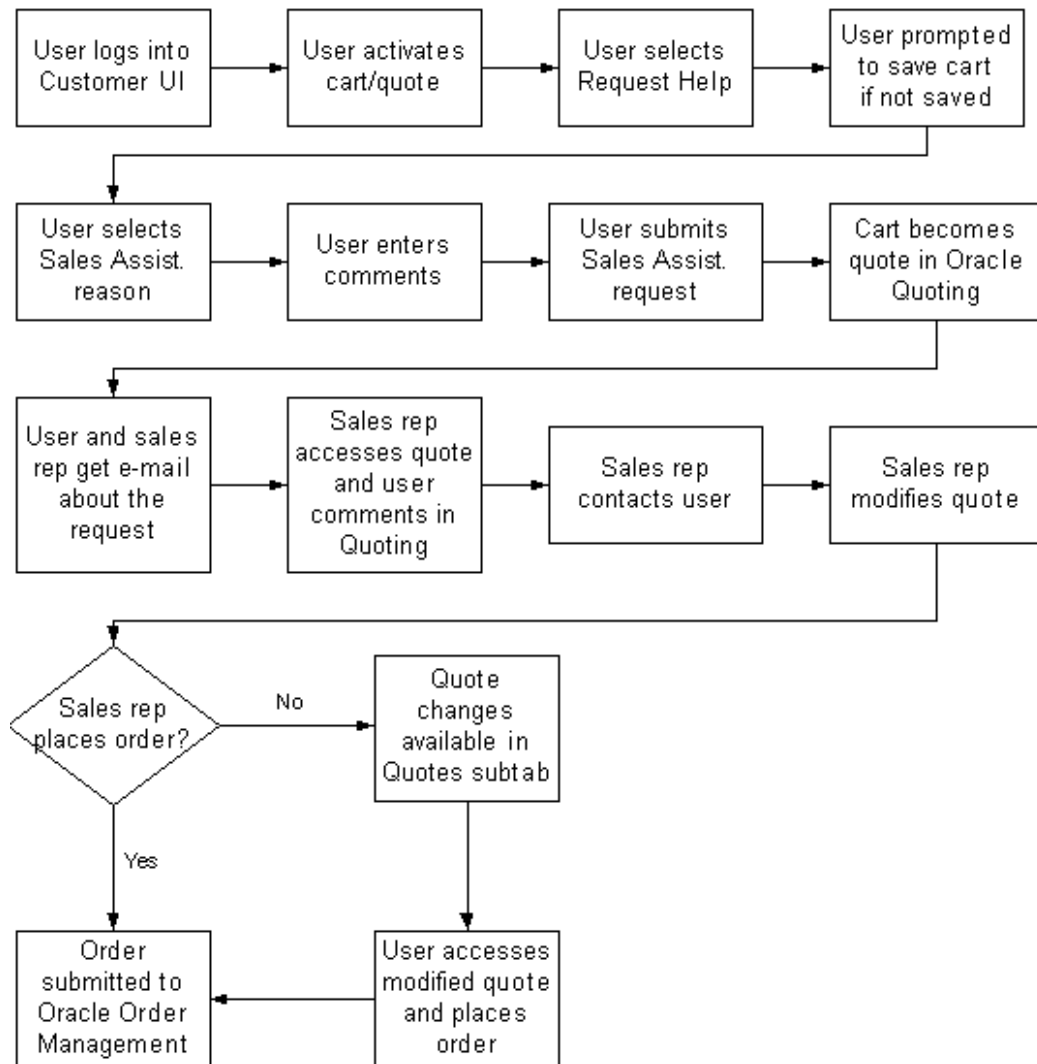 User logs into
Customer UI
User activates
cart/quote
User selects
Request Help
User prompted
to save cart
if not saved
User selects
Sales Assist.
reason
User enters
comments
User submits
Sales Assist.
request
Cart becomes
quote in Oracle
Quoting
User and sales
rep get e-mail
about the
request
Sales rep
accesses quote
and user
comments in
Quoting
Sales rep
contacts user
Sales rep
modifies quote
Sales rep
places order?
No
Quote
changes
available in
Quotes subtab
Yes
Order
submitted to
Oracle Order
Management
User accesses
modified quote
and places
order